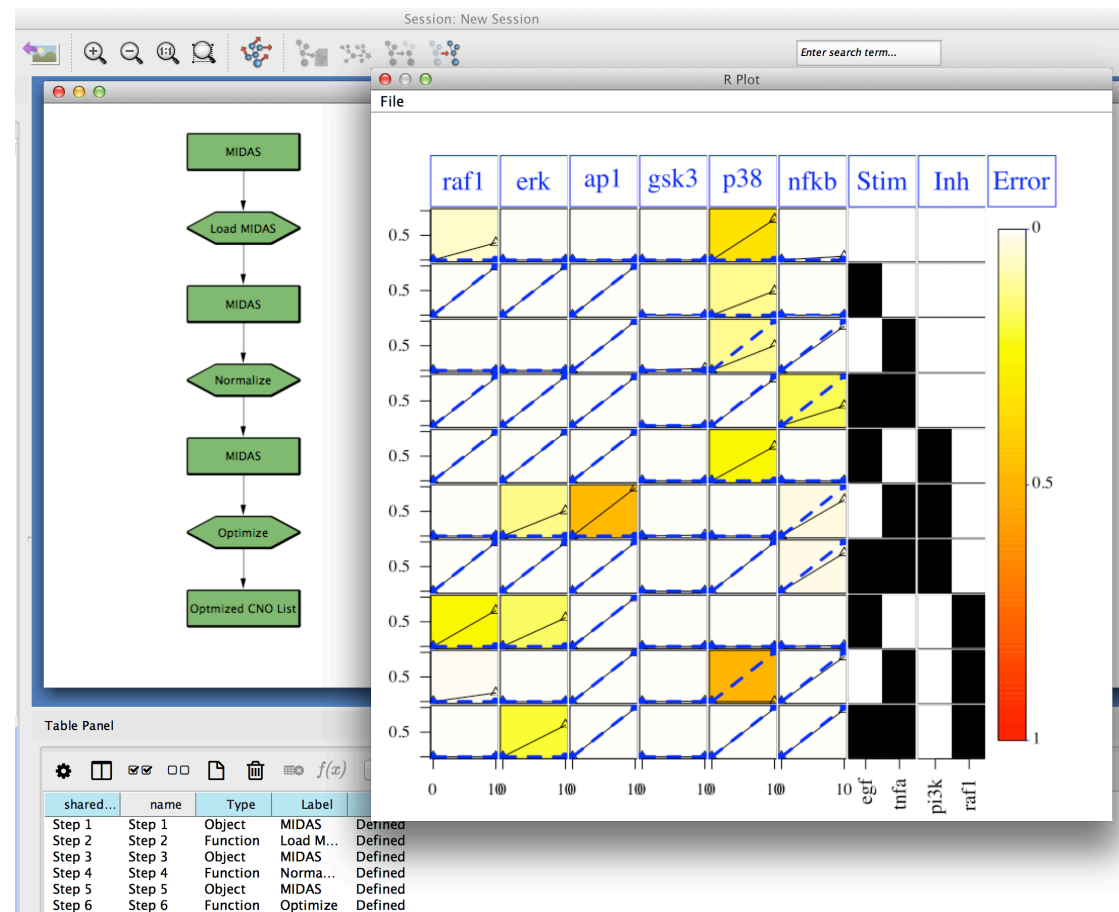 Session: New Session
1:1
Enter search term...
R Plot
File
MIDAS
Load MIDAS
MIDAS
Normalize
MIDAS
Optimize
Optmized CNO List
raf1 erk ap1 gsk3 p38 nfkb Stim Inh Error
0.5
0.5
0.5
0.5
0.5
0.5
0.5
0.5
0.5
0.5
0 10 10 10 10 10 10
egf
tnfa
pi3k
raf1
0
0.5
1
Table Panel
f(x)
shared... name Type Label
Step 1 Step 1 Object MIDAS Defined
Step 2 Step 2 Function Load M... Defined
Step 3 Step 3 Object MIDAS Defined
Step 4 Step 4 Function Norma... Defined
Step 5 Step 5 Object MIDAS Defined
Step 6 Step 6 Function Optimize Defined